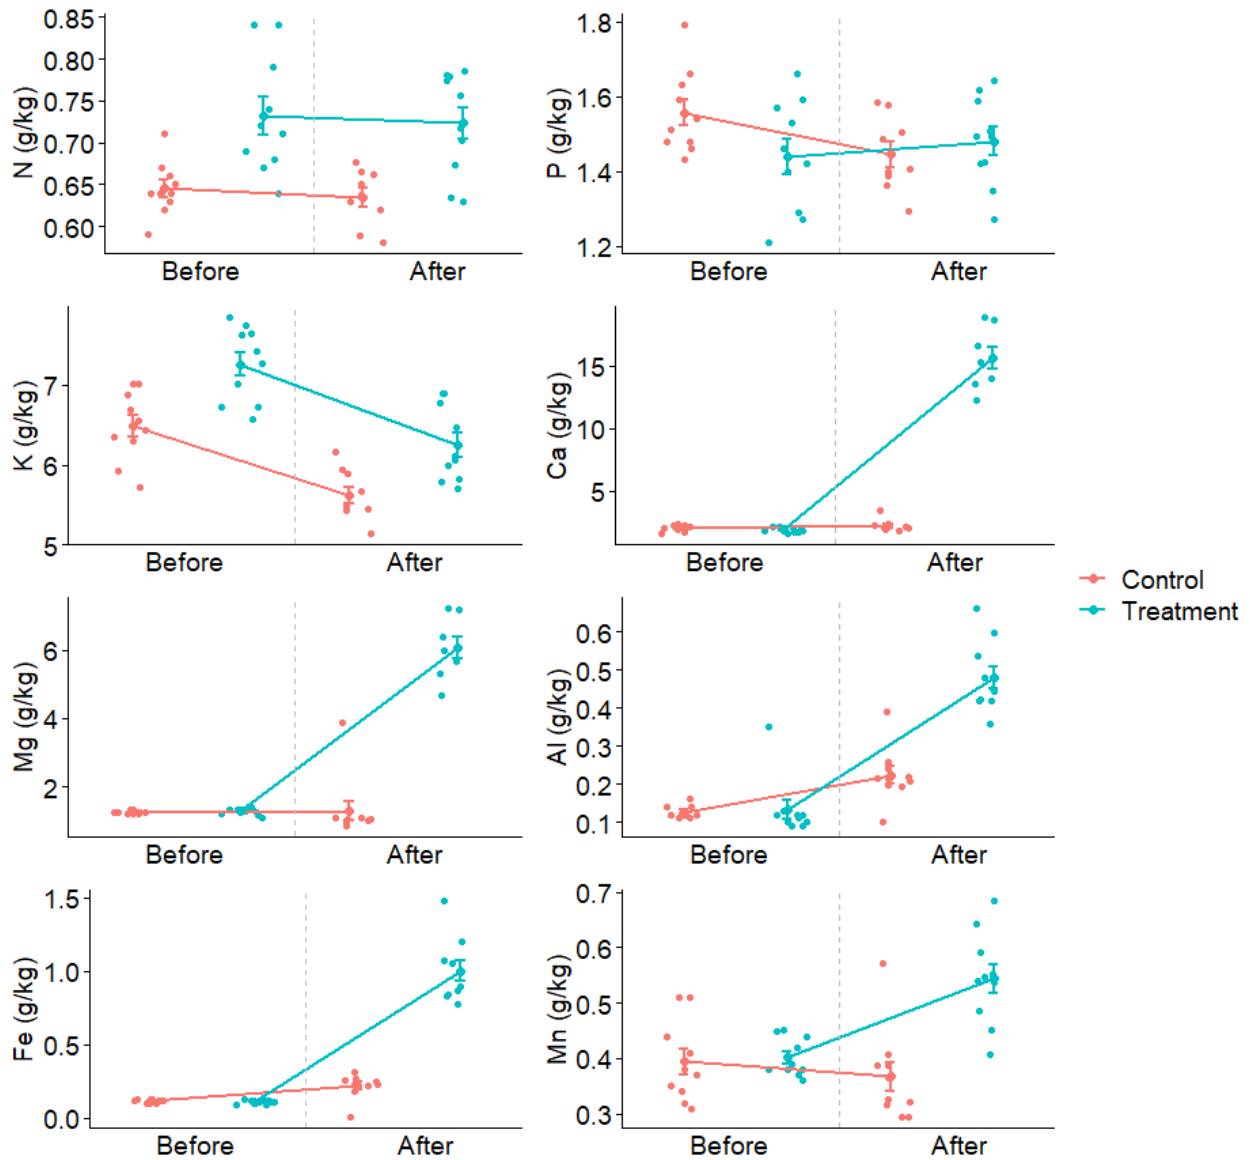 N (g/kg)
0.85
0.80
0.75
0.70
0.65
0.60
Before After
P (g/kg)
1.8
1.6
1.4
1.2
Before After
K (g/kg)
7
6
5
Before After
Ca (g/kg)
15
10
5
Before After
Control
Treatment
Mg (g/kg)
6
4
2
Before After
Al (g/kg)
0.6
0.5
0.4
0.3
0.2
0.1
Before After
Fe (g/kg)
1.5
1.0
0.5
0.0
Before After
Mn (g/kg)
0.7
0.6
0.5
0.4
0.3
Before After